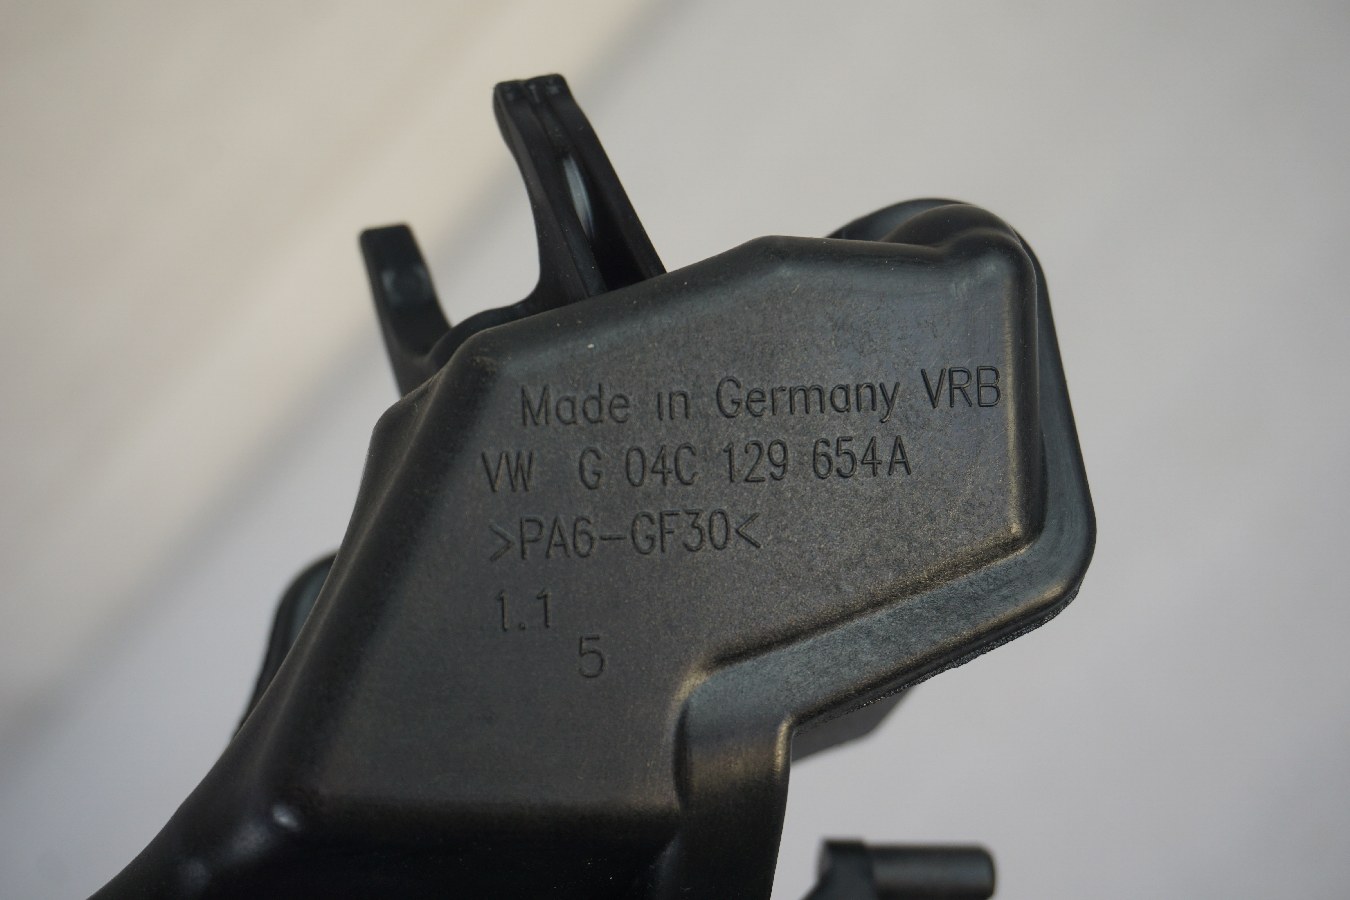 Made in Germany VRB
VW G 04C 129 654A
>PA6-GF30<
1.1
5